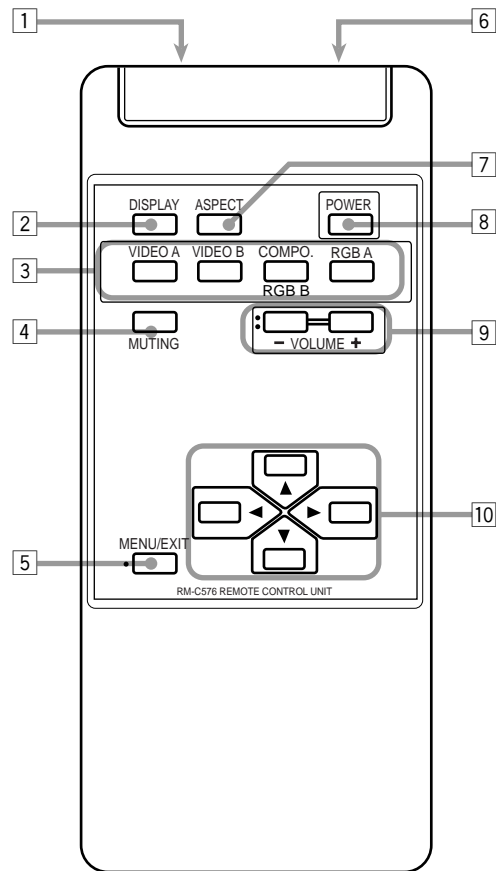 1
6
7
DISPLAY ASPECT POWER
2
8
VIDEO A VIDEO B COMPO. RGB A
3
RGB B
4
MUTING
– VOLUME +
9
10
MENU/EXIT
5
RM-C576 REMOTE CONTROL UNIT